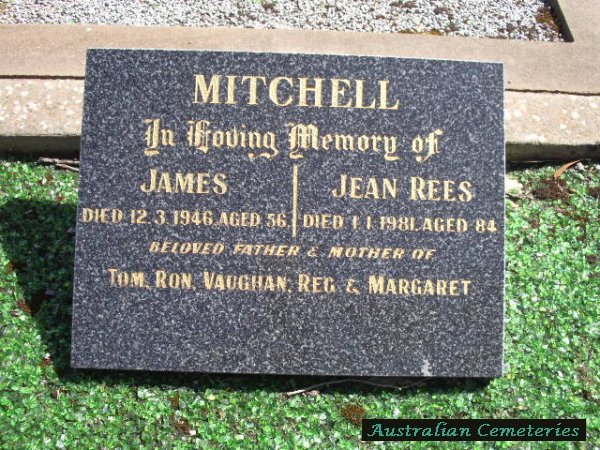 MITCHELL
In Loving Memory of
JAMES JEAN REES
DIED 12.3.1946. AGED 56. DIED 1.1.1981. AGED 84
BELOVED FATHER & MOTHER OF
TOM, RON, VAUGHAN, REG & MARGARET
Australian Cemeteries